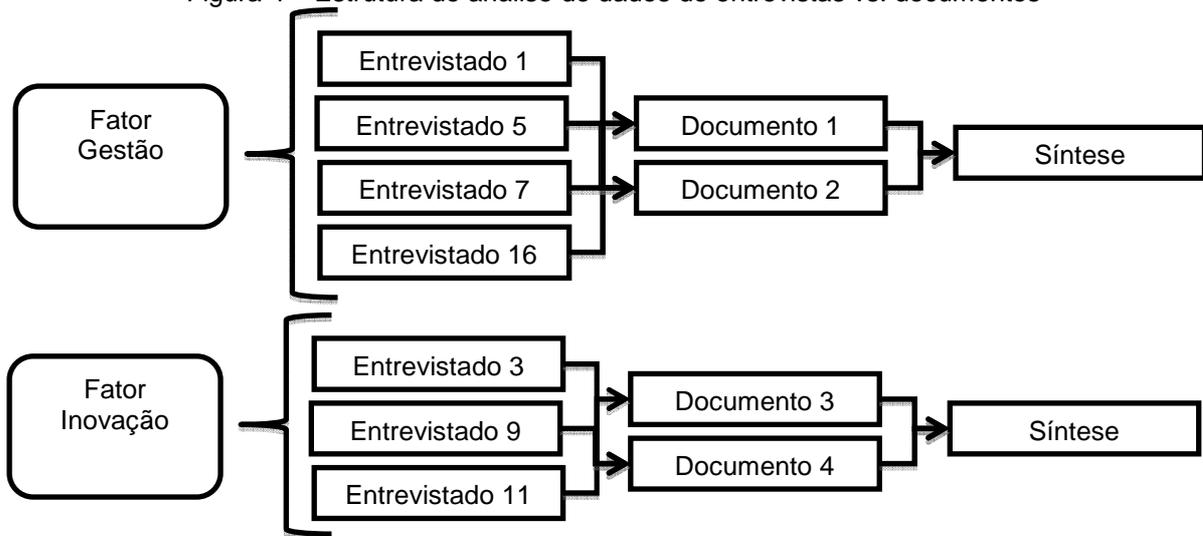 Figura – Estrutura de análise de dados de entrevistas vs. documentos
Fator
Gestão
Entrevistado 1
Entrevistado 5
Entrevistado 7
Entrevistado 16
Documento 1
Documento 2
Síntese
Fator
Inovação
Entrevistado 3
Entrevistado 9
Entrevistado 11
Documento 3
Documento 4
Síntese